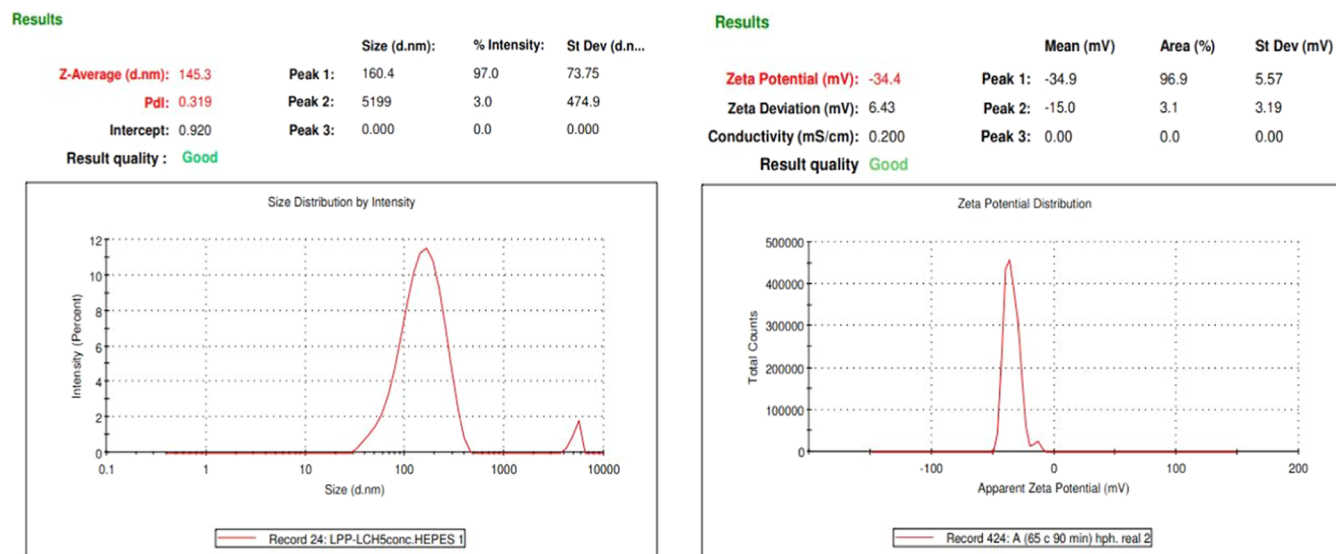 Results
Size (d.nm): % Intensity: St Dev (d.n...
Z-Average (d.nm): 145.3 Peak 1: 160.4 97.0 73.75
PdI: 0.319 Peak 2: 5199 3.0 474.9
Intercept: 0.920 Peak 3: 0.000 0.0 0.000
Result quality : Good
Size Distribution by Intensity
Intensity (Percent)
12
10
8
6
4
2
0
0.1 1 10 100 1000 10000
Size (d.nm)
Record 24: LPP-LCH5conc.HEPES 1
Results
Mean (mV) Area (%) St Dev (mV)
Zeta Potential (mV): -34.4 Peak 1: -34.9 96.9 5.57
Zeta Deviation (mV): 6.43 Peak 2: -15.0 3.1 3.19
Conductivity (mS/cm): 0.200 Peak 3: 0.00 0.0 0.00
Result quality Good
Zeta Potential Distribution
Total Counts
500000
400000
300000
200000
100000
0
-100 0 100 200
Apparent Zeta Potential (mV)
Record 424: A (65 c 90 min) hph. real 2